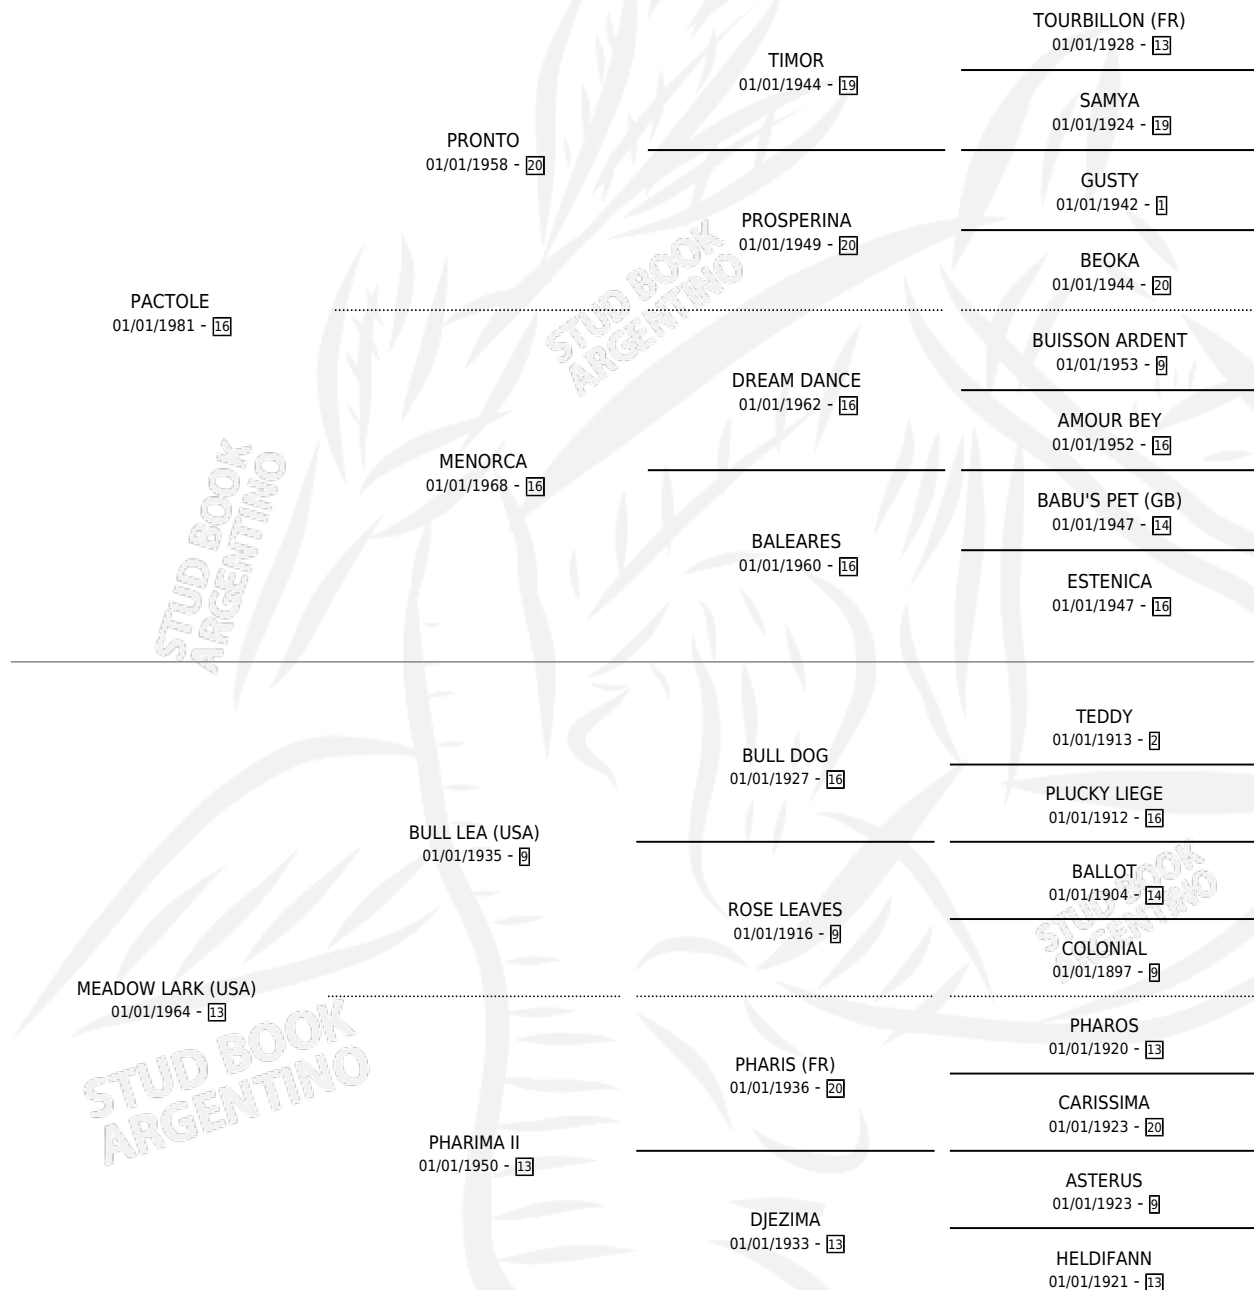 PACTOLE
01/01/1981 - 16
PRONTO
01/01/1958 - 20
MENORCA
01/01/1968 - 16
TIMOR
01/01/1944 - 19
PROSPERINA
01/01/1949 - 20
DREAM DANCE
01/01/1962 - 16
BALEARES
01/01/1960 - 16
TOURBILLON (FR)
01/01/1928 - 13
SAMYA
01/01/1924 - 19
GUSTY
01/01/1942 - 1
BEOKA
01/01/1944 - 20
BUISSON ARDENT
01/01/1953 - 9
AMOUR BEY
01/01/1952 - 16
BABU'S PET (GB)
01/01/1947 - 14
ESTENICA
01/01/1947 - 16
MEADOW LARK (USA)
01/01/1964 - 13
BULL LEA (USA)
01/01/1935 - 9
PHARIMA II
01/01/1950 - 13
BULL DOG
01/01/1927 - 16
ROSE LEAVES
01/01/1916 - 9
PHARIS (FR)
01/01/1936 - 20
DJEZIMA
01/01/1933 - 13
TEDDY
01/01/1913 - 2
PLUCKY LIEGE
01/01/1912 - 16
BALLOT
01/01/1904 - 14
COLONIAL
01/01/1897 - 9
PHAROS
01/01/1920 - 13
CARISSIMA
01/01/1923 - 20
ASTERUS
01/01/1923 - 9
HELDIFANN
01/01/1921 - 13
STUD BOOK
ARGENTINO
STUD BOOK
ARGENTINO
STUD BOOK
ARGENTINO
STUD BOOK
ARGENTINO